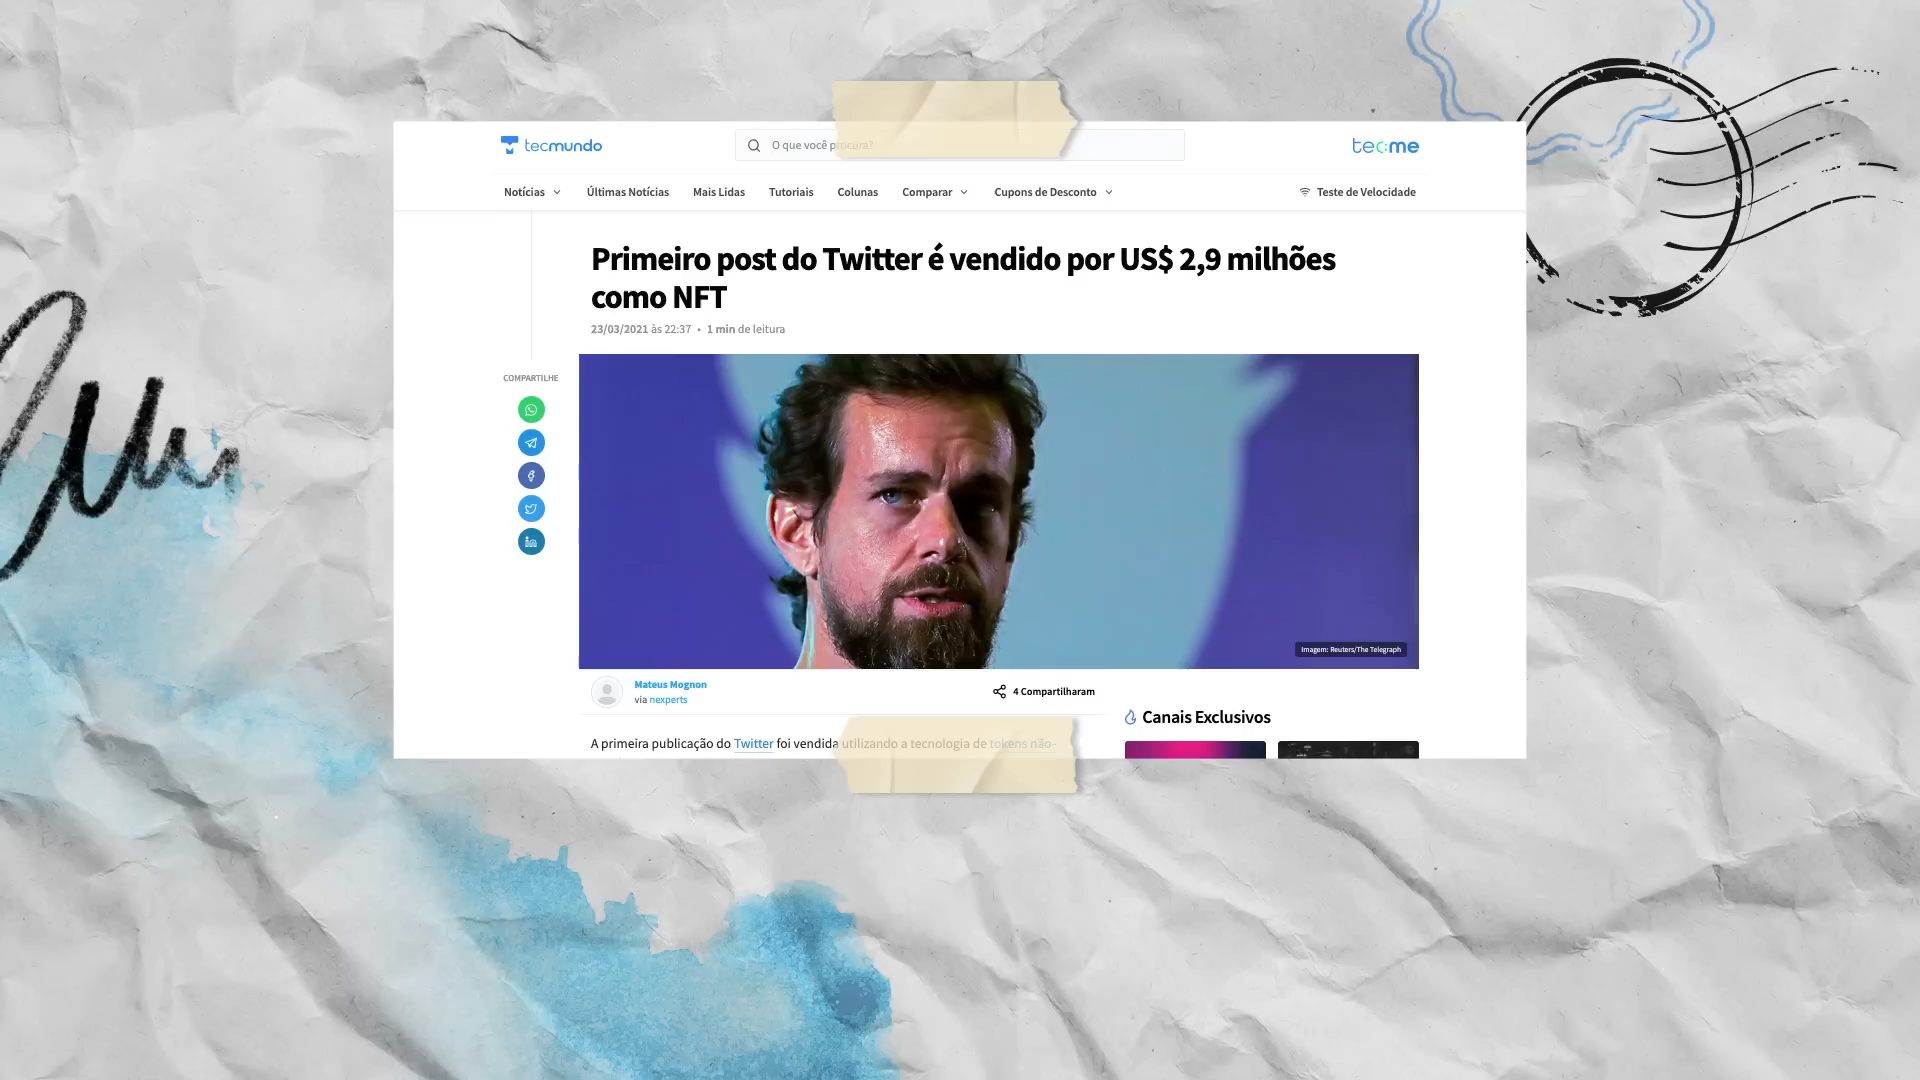 tecmundo
O que você procura?
tec:me
Notícias
Últimas Notícias
Mais Lidas
Tutoriais
Colunas
Comparar
Cupons de Desconto
Teste de Velocidade
Primeiro post do Twitter é vendido por US$ 2,9 milhões
como NFT
23/03/2021 às 22:37 • 1 min de leitura
COMPARTILHE
Imagem: Reuters/The Telegraph
Mateus Mognon
via nexperts
4 Compartilharam
Canais Exclusivos
A primeira publicação do Twitter foi vendida utilizando a tecnologia de tokens não-